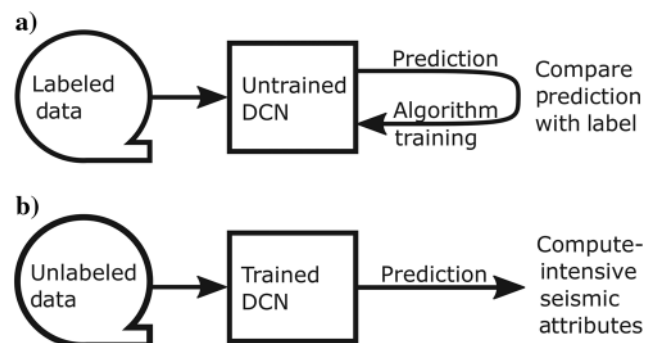 a)
Labeled
data
Untrained
DCN
Prediction
Algorithm
training
Compare
prediction
with label
b)
Unlabeled
data
Trained
DCN
Prediction
Compute-
intensive
seismic
attributes